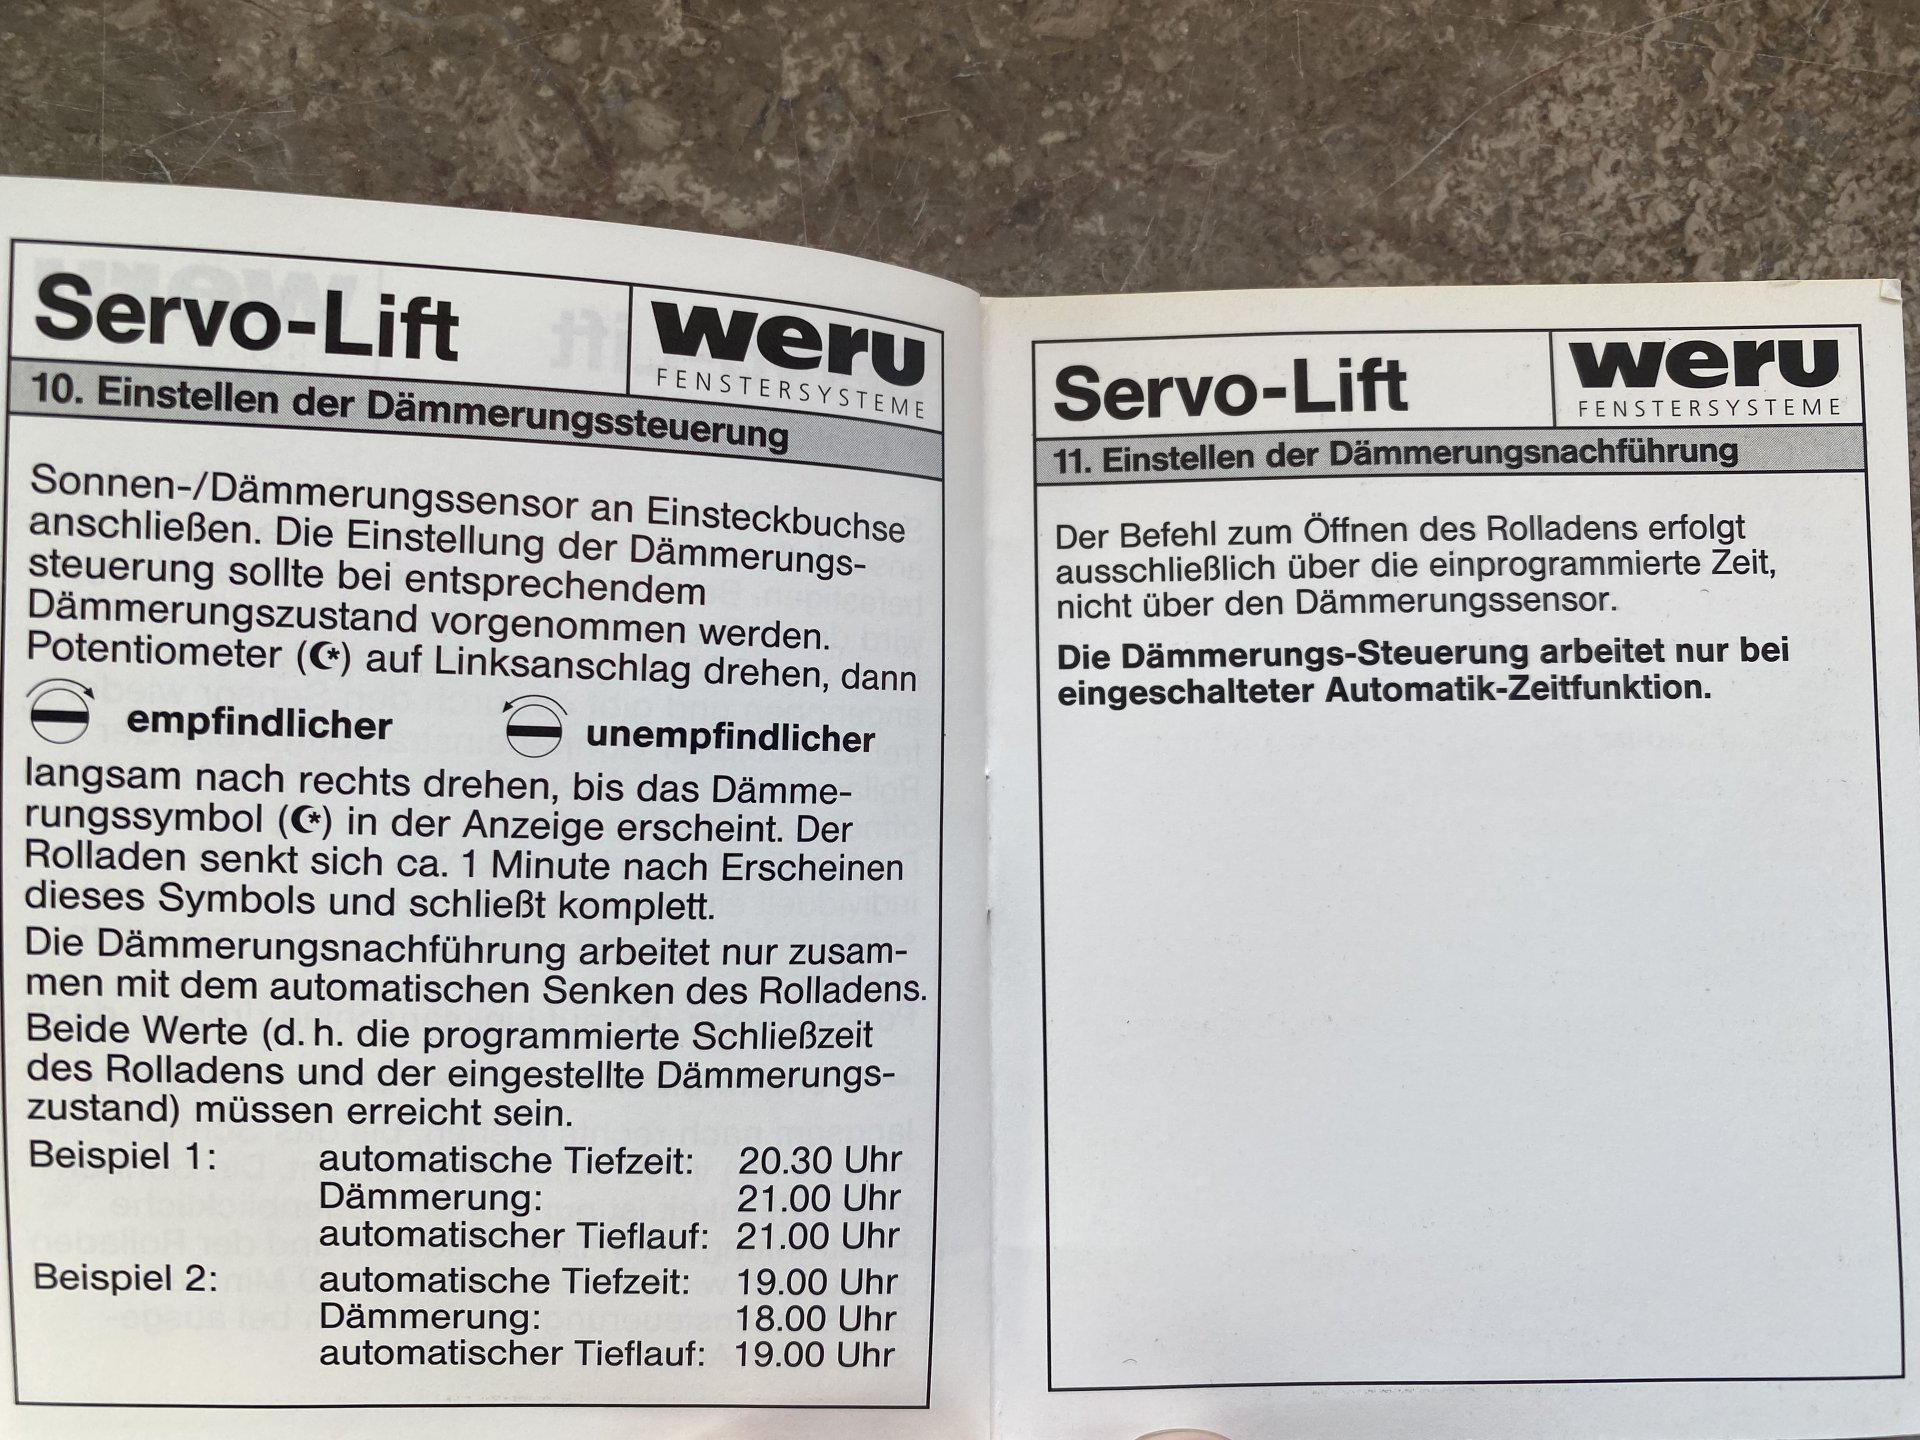 Servo-Lift
weru
FENSTERSYSTEME
10. Einstellen der Dämmerungssteuerung
Sonnen-/Dämmerungssensor an Einsteckbuchse
anschließen. Die Einstellung der Dämmerungs-
steuerung sollte bei entsprechendem
Dämmerungszustand vorgenommen werden.
Potentiometer (☪) auf Linksanschlag drehen, dann
empfindlicher unempfindlicher
langsam nach rechts drehen, bis das Dämme-
rungssymbol (☪) in der Anzeige erscheint. Der
Rolladen senkt sich ca. 1 Minute nach Erscheinen
dieses Symbols und schließt komplett.
Die Dämmerungsnachführung arbeitet nur zusam-
men mit dem automatischen Senken des Rolladens.
Beide Werte (d. h. die programmierte Schließzeit
des Rolladens und der eingestellte Dämmerungs-
zustand) müssen erreicht sein.
Beispiel 1: automatische Tiefzeit: 20.30 Uhr
Dämmerung: 21.00 Uhr
automatischer Tieflauf: 21.00 Uhr
Beispiel 2: automatische Tiefzeit: 19.00 Uhr
Dämmerung: 18.00 Uhr
automatischer Tieflauf: 19.00 Uhr
Servo-Lift
weru
FENSTERSYSTEME
11. Einstellen der Dämmerungsnachführung
Der Befehl zum Öffnen des Rolladens erfolgt
ausschließlich über die einprogrammierte Zeit,
nicht über den Dämmerungssensor.
Die Dämmerungs-Steuerung arbeitet nur bei
eingeschalteter Automatik-Zeitfunktion.